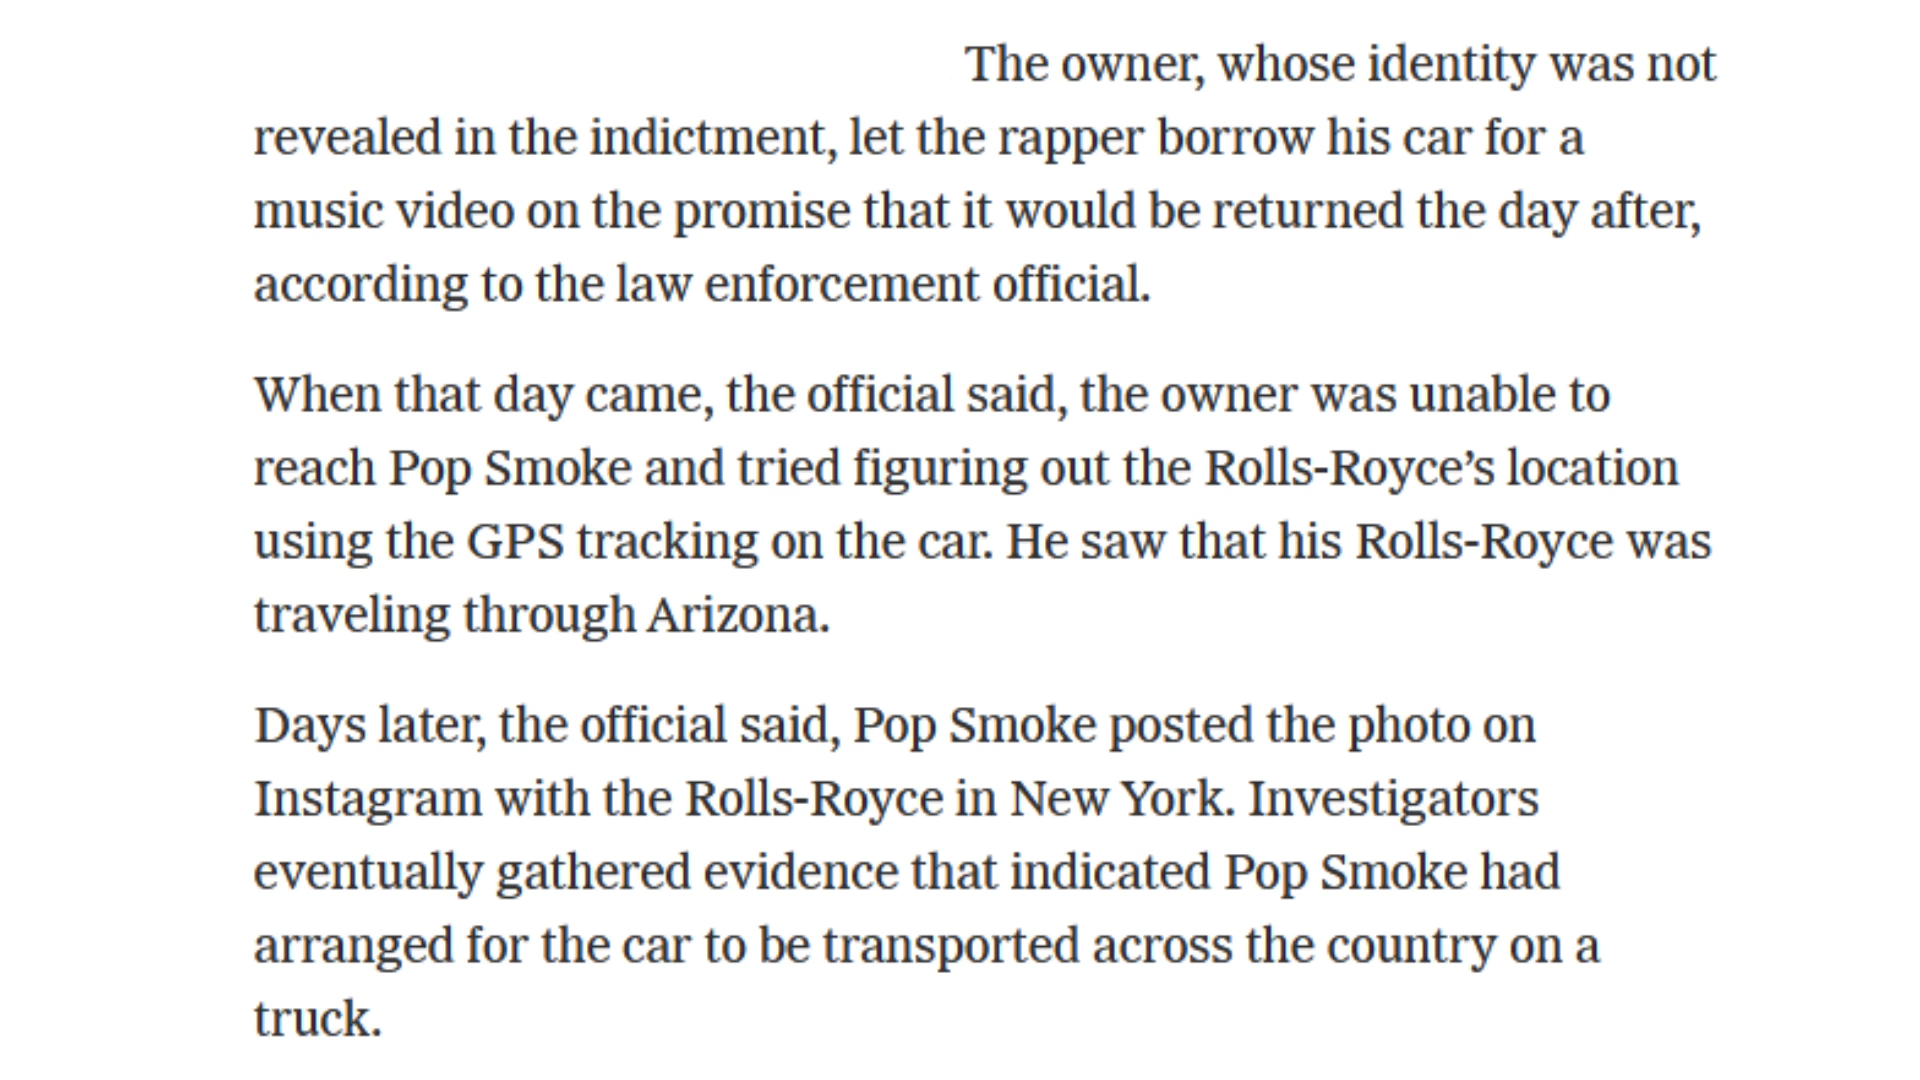 The owner, whose identity was not
revealed in the indictment, let the rapper borrow his car for a
music video on the promise that it would be returned the day after,
according to the law enforcement official.
When that day came, the official said, the owner was unable to
reach Pop Smoke and tried figuring out the Rolls-Royce’s location
using the GPS tracking on the car. He saw that his Rolls-Royce was
traveling through Arizona.
Days later, the official said, Pop Smoke posted the photo on
Instagram with the Rolls-Royce in New York. Investigators
eventually gathered evidence that indicated Pop Smoke had
arranged for the car to be transported across the country on a
truck.